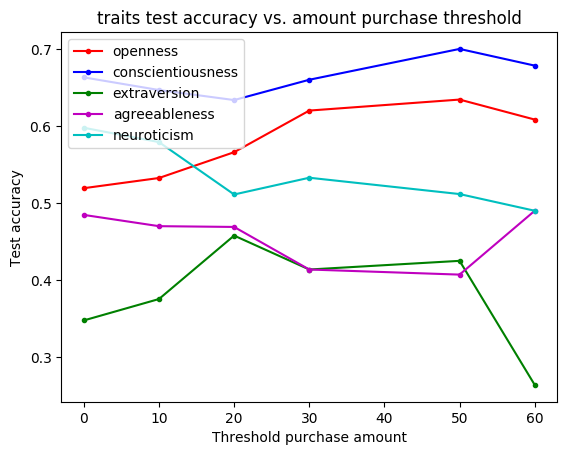 traits test accuracy vs. amount purchase threshold
openness
conscientiousness
extraversion
agreeableness
neuroticism
0.7
0.6
0.5
0.4
0.3
Test accuracy
0 10 20 30 40 50 60
Threshold purchase amount